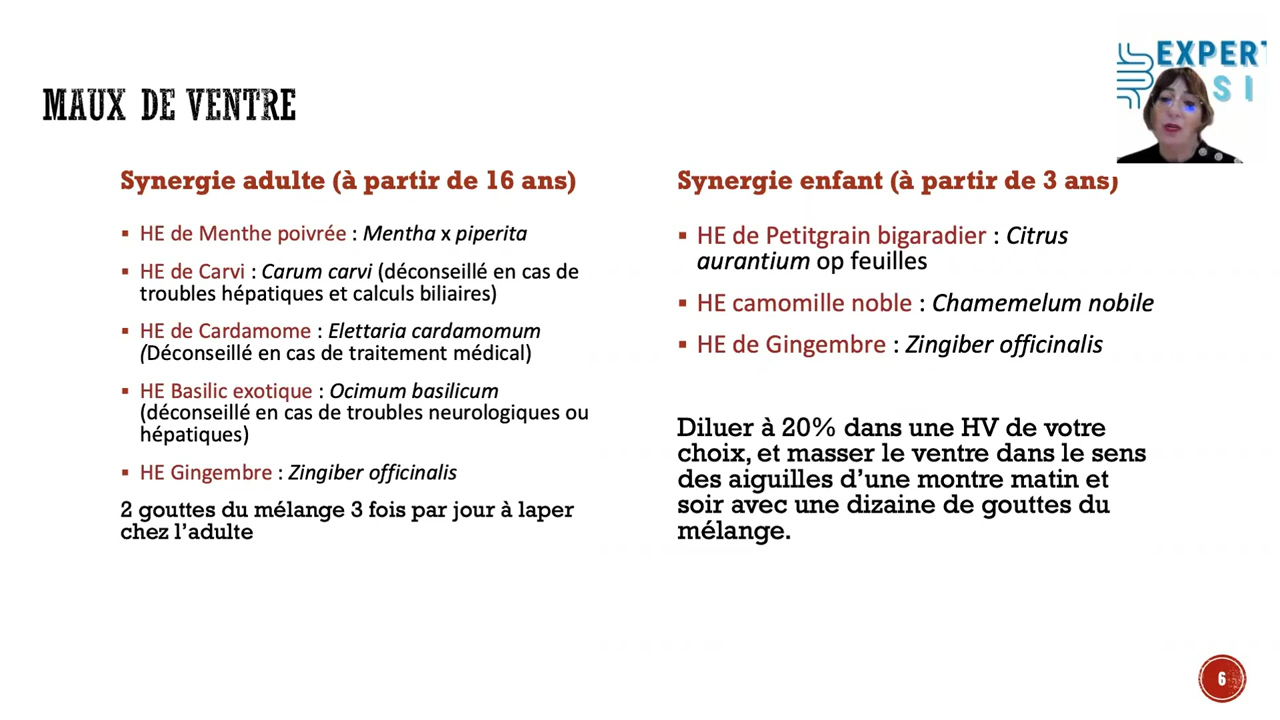 EXPERT
SI
MAUX DE VENTRE
Synergie adulte (à partir de 16 ans)
▪ HE de Menthe poivrée : Mentha x piperita
▪ HE de Carvi : Carum carvi (déconseillé en cas de
troubles hépatiques et calculs biliaires)
▪ HE de Cardamome : Elettaria cardamomum
(Déconseillé en cas de traitement médical)
▪ HE Basilic exotique : Ocimum basilicum
(déconseillé en cas de troubles neurologiques ou
hépatiques)
▪ HE Gingembre : Zingiber officinalis
2 gouttes du mélange 3 fois par jour à laper
chez l’adulte
Synergie enfant (à partir de 3 ans)
▪ HE de Petitgrain bigaradier : Citrus
aurantium op feuilles
▪ HE camomille noble : Chamemelum nobile
▪ HE de Gingembre : Zingiber officinalis
Diluer à 20% dans une HV de votre
choix, et masser le ventre dans le sens
des aiguilles d’une montre matin et
soir avec une dizaine de gouttes du
mélange.
6